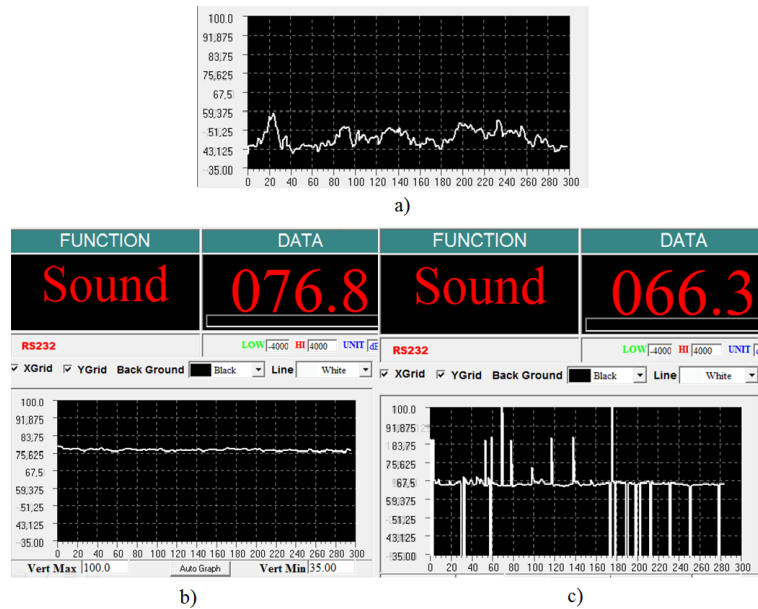 100.0
91,875
83,75
75,625
67,5
59,375
51,25
43,125
35.00
0 20 40 60 80 100 120 140 160 180 200 220 240 260 280 300
a)
FUNCTION DATA FUNCTION DATA
Sound 076.8 Sound 066.3
RS232 LOW -4000 HI 4000 UNIT RS232 LOW -4000 HI 4000 UNIT
XGrid YGrid Back Ground Black Line White XGrid YGrid Back Ground Black Line White
100.0
91,875
83,75
75,625
67,5
59,375
51,25
43,125
35.00
0 20 40 60 80 100 120 140 160 180 200 220 240 260 280 300
Vert Max 100.0 Auto Graph Vert Min 35.00
b)
100.0
91,875
83,75
75,625
67,5
59,375
51,25
43,125
35.00
0 20 40 60 80 100 120 140 160 180 200 220 240 260 280 300
c)